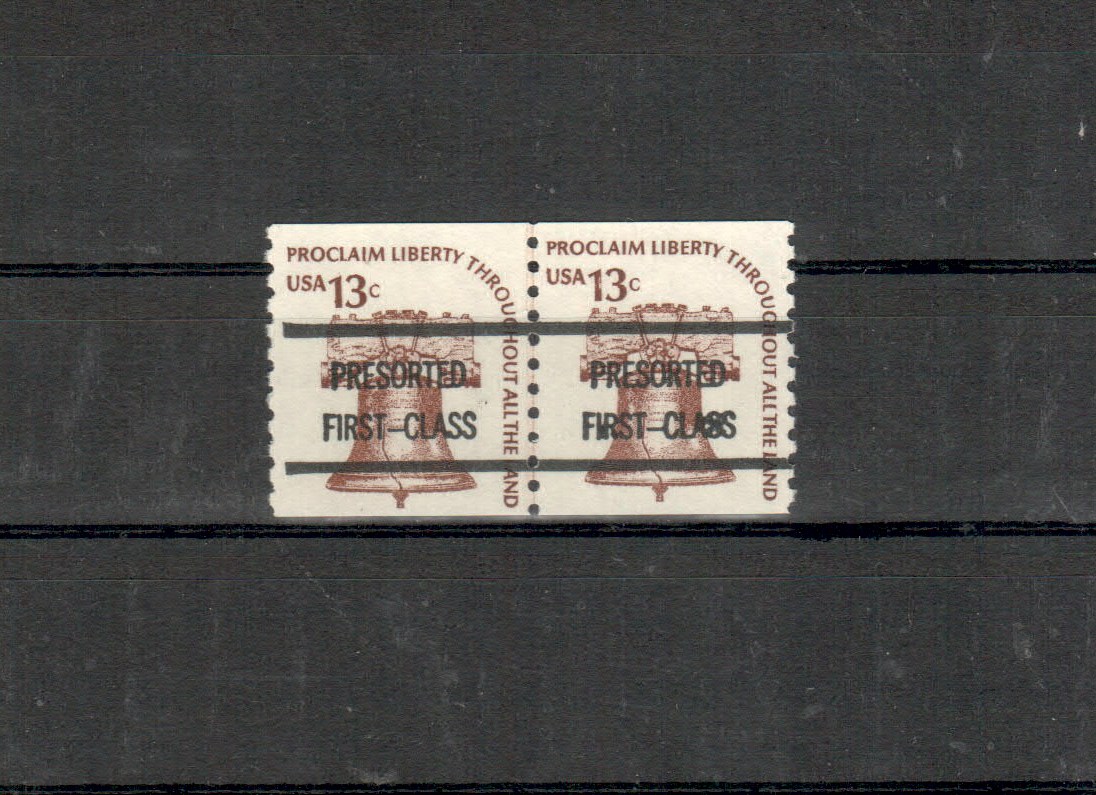 PROCLAIM LIBERTY THROUGHOUT ALL THE LAND
USA 13c
PRESORTED
FIRST-CLASS
PROCLAIM LIBERTY THROUGHOUT ALL THE LAND
USA 13c
PRESORTED
FIRST-CLASS